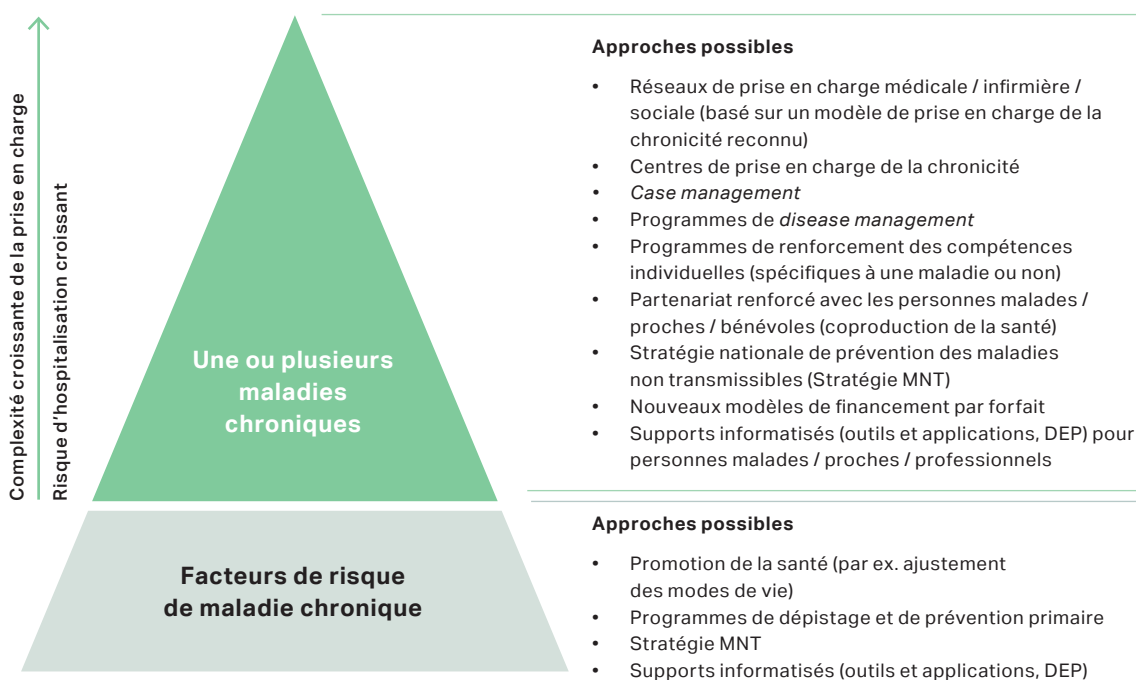 Complexité croissante de la prise en charge
Risque d'hospitalisation croissant
Une ou plusieurs
maladies
chroniques
Approches possibles
• Réseaux de prise en charge médicale / infirmière /
sociale (basé sur un modèle de prise en charge de la
chronicité reconnu)
• Centres de prise en charge de la chronicité
• Case management
• Programmes de disease management
• Programmes de renforcement des compétences
individuelles (spécifiques à une maladie ou non)
• Partenariat renforcé avec les personnes malades /
proches / bénévoles (coproduction de la santé)
• Stratégie nationale de prévention des maladies
non transmissibles (Stratégie MNT)
• Nouveaux modèles de financement par forfait
• Supports informatisés (outils et applications, DEP) pour
personnes malades / proches / professionnels
Facteurs de risque
de maladie chronique
Approches possibles
• Promotion de la santé (par ex. ajustement
des modes de vie)
• Programmes de dépistage et de prévention primaire
• Stratégie MNT
• Supports informatisés (outils et applications, DEP)